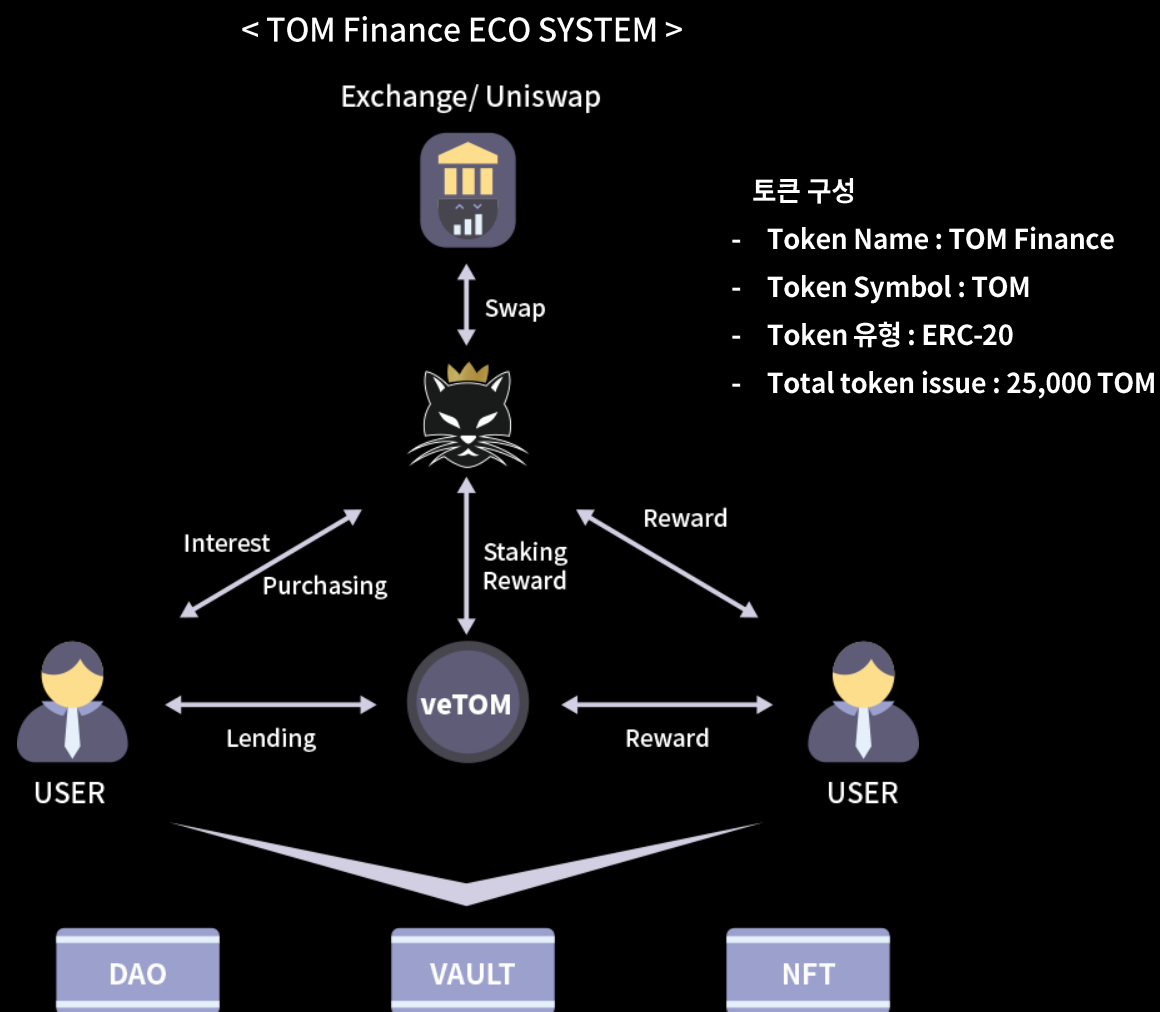 < TOM Finance ECO SYSTEM >
Exchange/ Uniswap
토큰 구성
- Token Name : TOM Finance
- Token Symbol : TOM
- Token 유형 : ERC-20
- Total token issue : 25,000 TOM
Swap
Interest
Purchasing
Staking
Reward
Reward
veTOM
Lending
Reward
USER
USER
DAO
VAULT
NFT